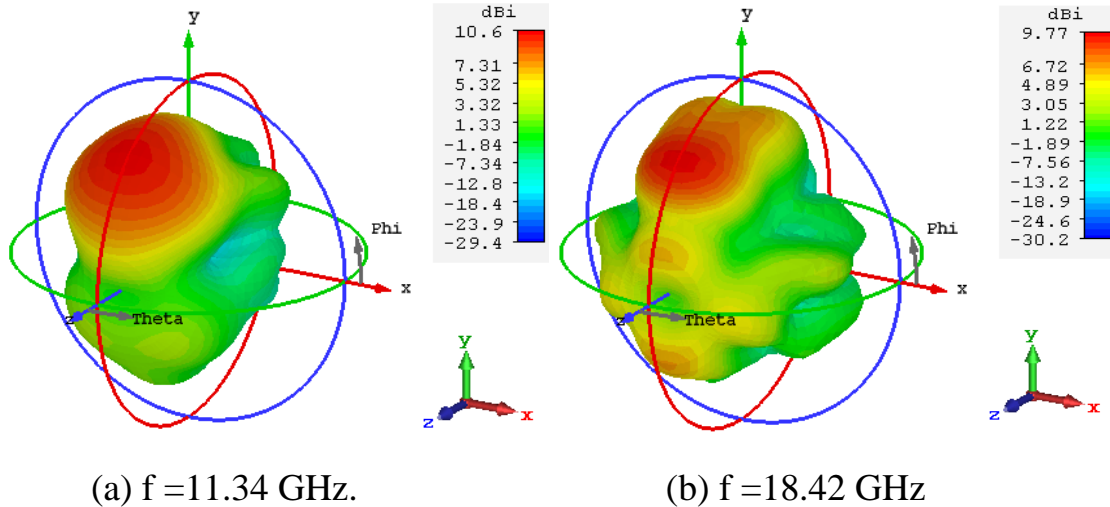 y
dBi
10.6
7.31
5.32
3.32
1.33
-1.84
-7.34
-12.8
-18.4
-23.9
-29.4
Phi
x
z
Theta
y
z
x
(a) f =11.34 GHz.
y
dBi
9.77
6.72
4.89
3.05
1.22
-1.89
-7.56
-13.2
-18.9
-24.6
-30.2
Phi
x
z
Theta
y
z
x
(b) f =18.42 GHz